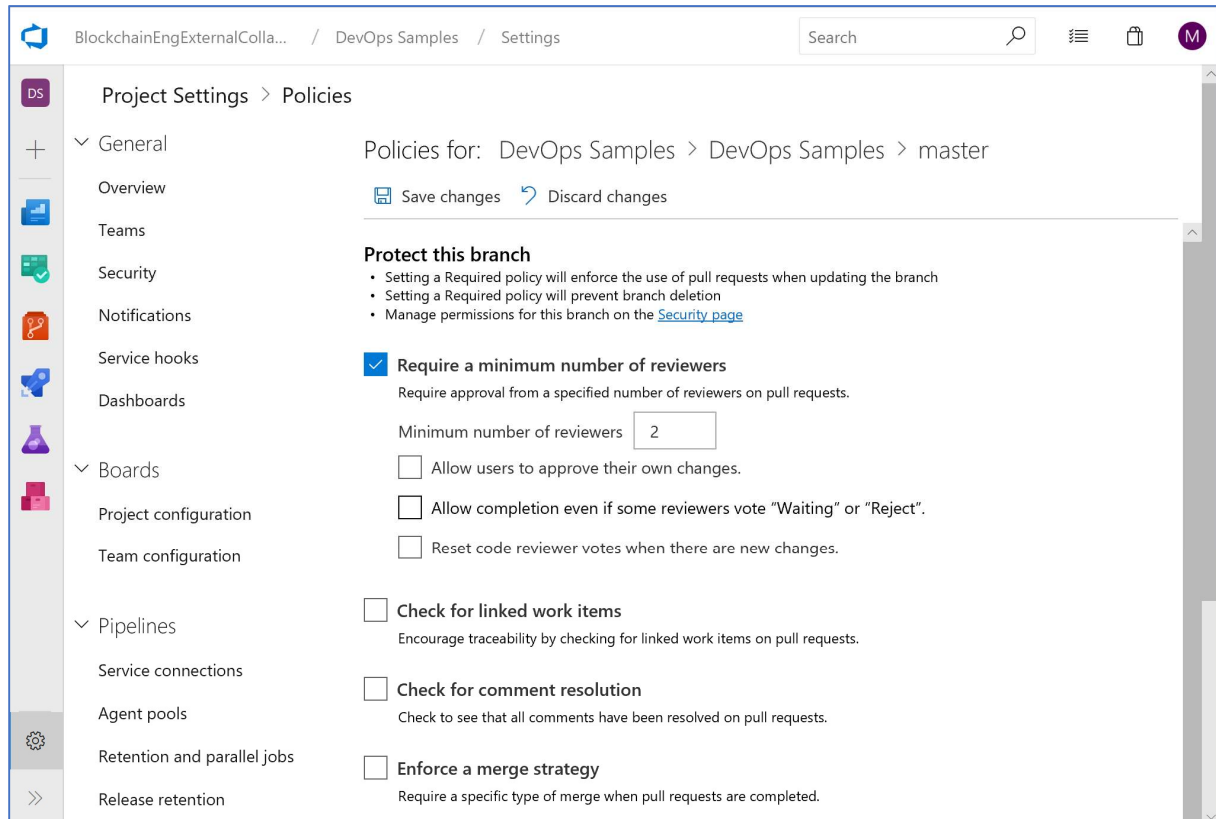 BlockchainEngExternalColla... / DevOps Samples / Settings
Search
M
DS
Project Settings > Policies
General
Overview
Teams
Security
Notifications
Service hooks
Dashboards
Boards
Project configuration
Team configuration
Pipelines
Service connections
Agent pools
Retention and parallel jobs
Release retention
Policies for: DevOps Samples > DevOps Samples > master
Save changes Discard changes
Protect this branch
• Setting a Required policy will enforce the use of pull requests when updating the branch
• Setting a Required policy will prevent branch deletion
• Manage permissions for this branch on the Security page
Require a minimum number of reviewers
Require approval from a specified number of reviewers on pull requests.
Minimum number of reviewers 2
Allow users to approve their own changes.
Allow completion even if some reviewers vote “Waiting” or “Reject”.
Reset code reviewer votes when there are new changes.
Check for linked work items
Encourage traceability by checking for linked work items on pull requests.
Check for comment resolution
Check to see that all comments have been resolved on pull requests.
Enforce a merge strategy
Require a specific type of merge when pull requests are completed.